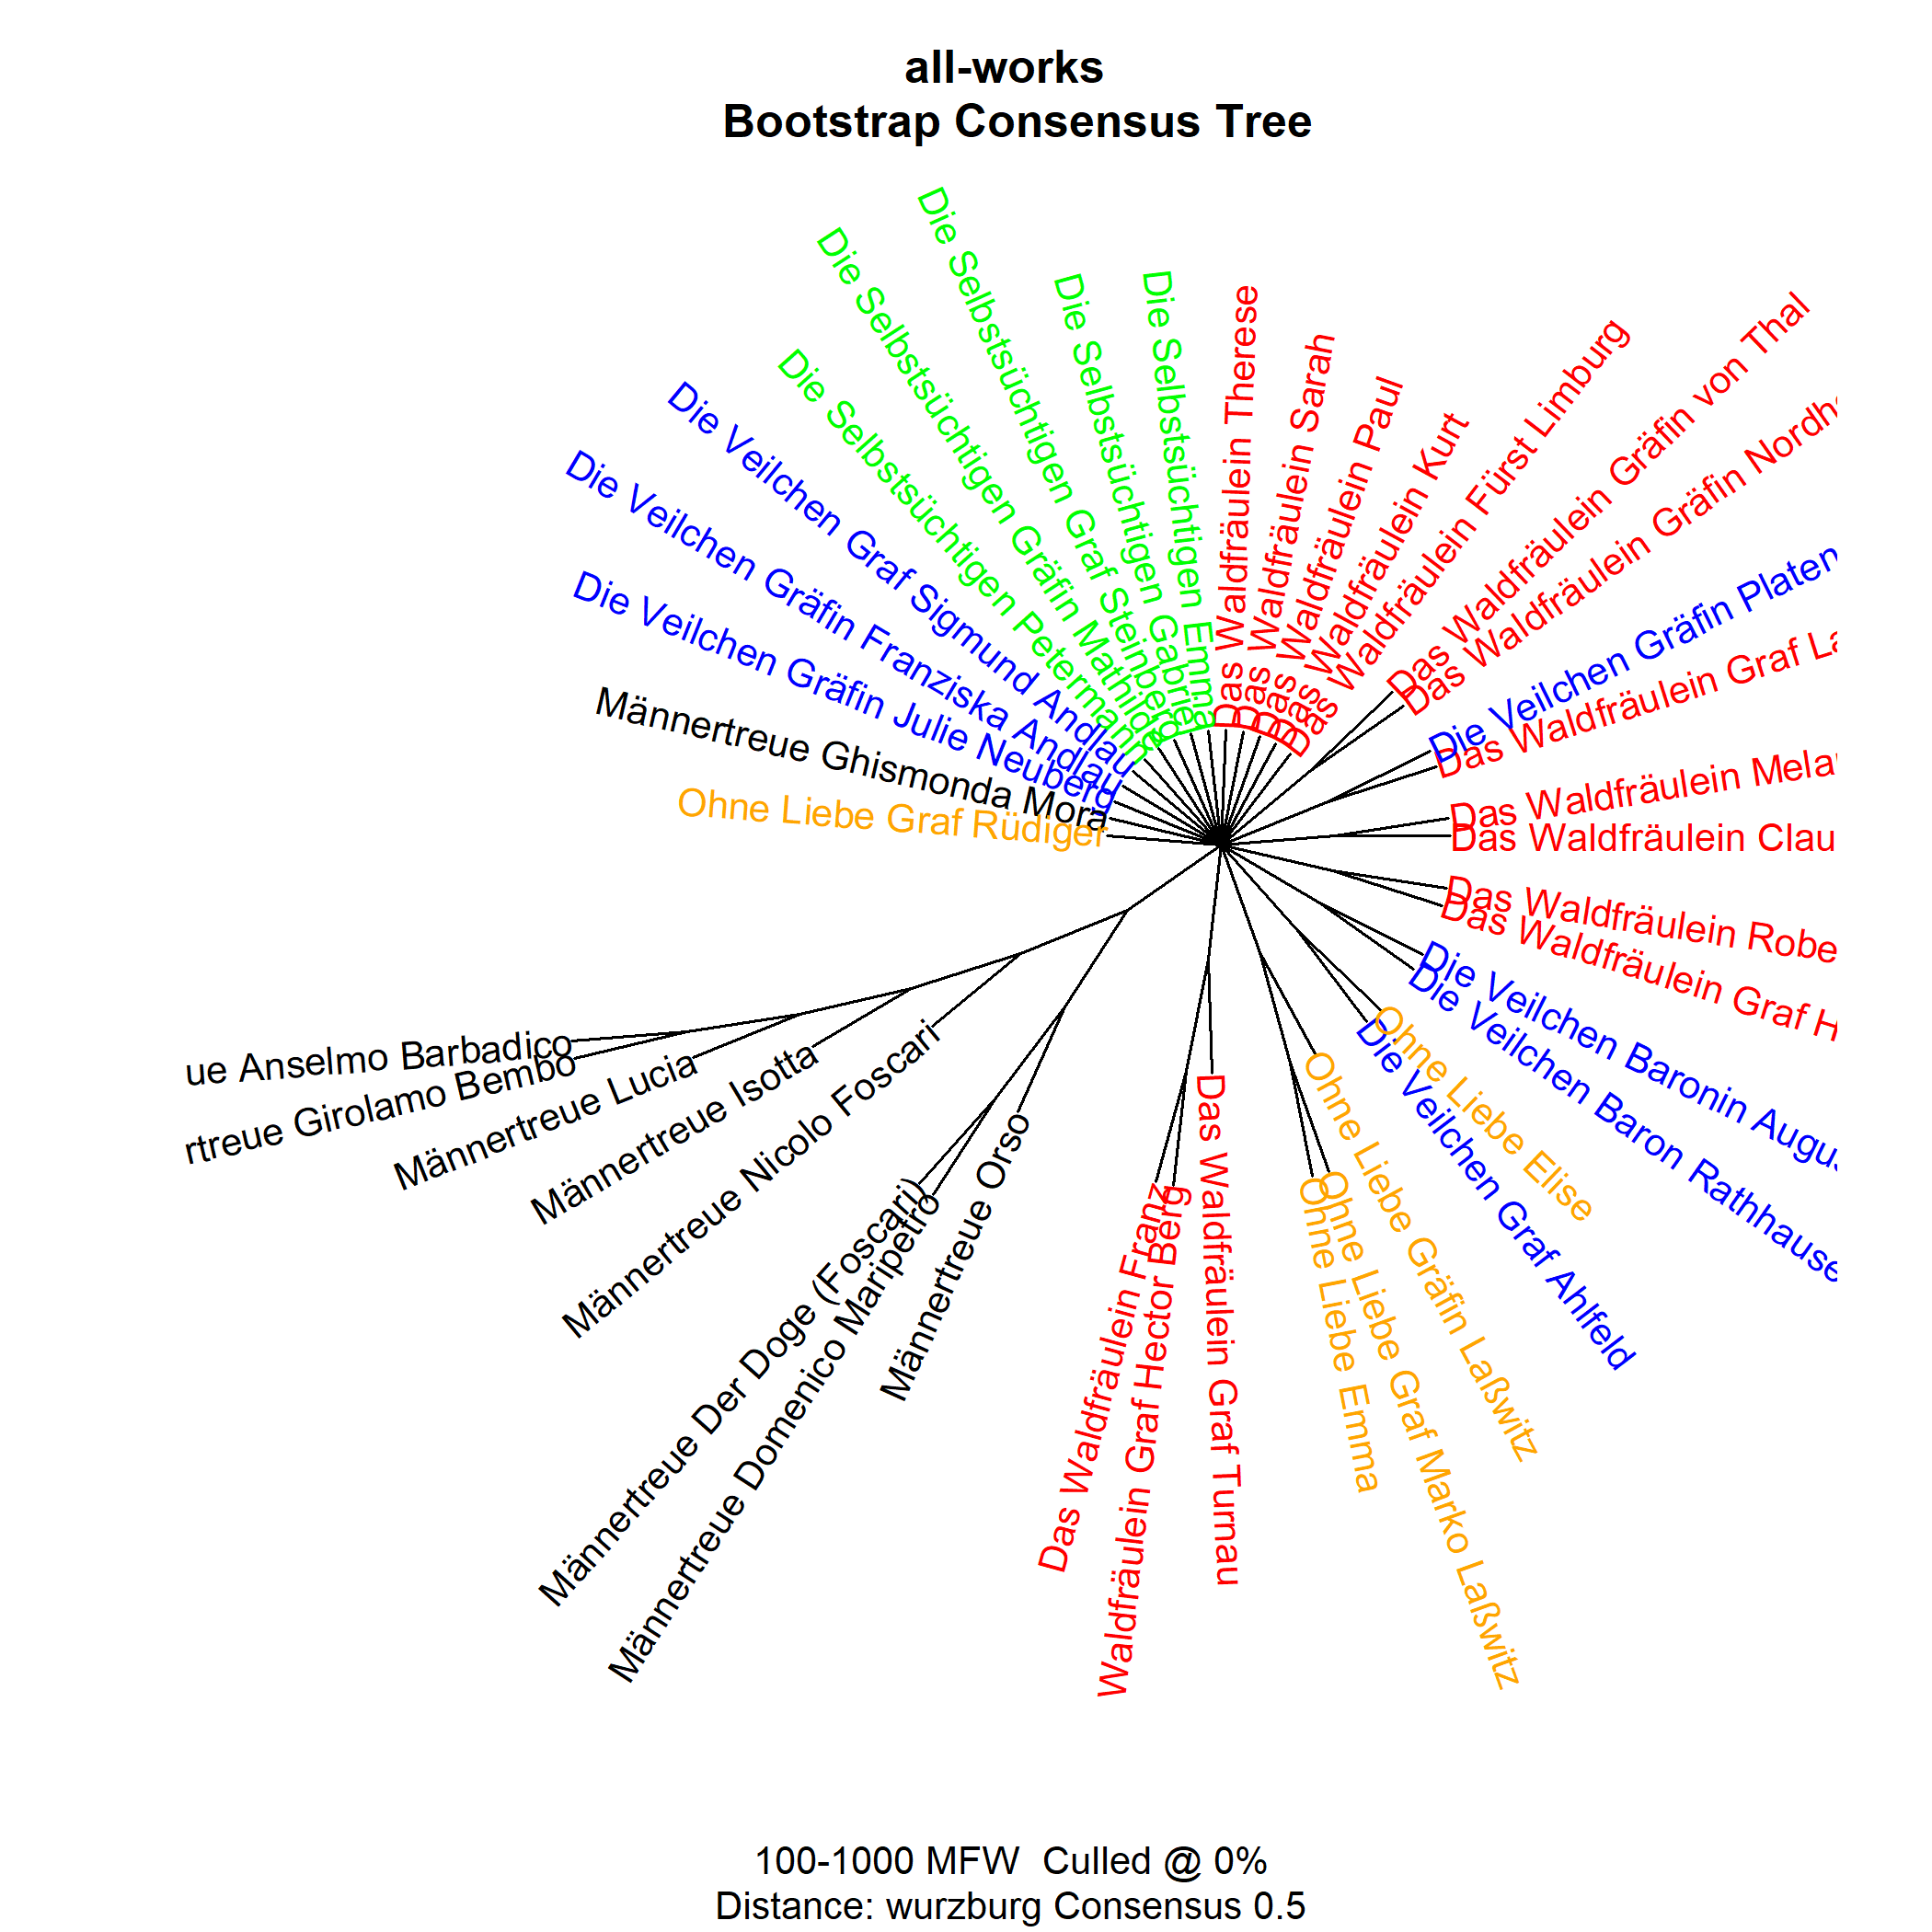 all-works
Bootstrap Consensus Tree
Die Selbstsüchtigen Emma
Die Selbstsüchtigen Gabriele
Die Selbstsüchtigen Graf Steinberg
Die Selbstsüchtigen Gräfin Mathilde
Die Selbstsüchtigen Petermann
Die Veilchen Graf Sigmund Andlau
Die Veilchen Gräfin Franziska Andlau
Die Veilchen Gräfin Julie Neuberg
Männertreue Ghismonda Mora
Ohne Liebe Graf Rüdiger
Das Waldfräulein Therese
Das Waldfräulein Sarah
Das Waldfräulein Paul
Das Waldfräulein Kurt
Das Waldfräulein Fürst Limburg
Das Waldfräulein Gräfin von Thal
Das Waldfräulein Gräfin Nordh
Die Veilchen Gräfin Platen
Das Waldfräulein Graf La
Das Waldfräulein Mela
Das Waldfräulein Clau
Das Waldfräulein Robe
Das Waldfräulein Graf H
Die Veilchen Baronin Augu
Die Veilchen Baron Rathhause
Ohne Liebe Elise
Die Veilchen Graf Ahlfeld
Ohne Liebe Gräfin Laßwitz
Ohne Liebe Graf Marko Laßwitz
Ohne Liebe Emma
Das Waldfräulein Graf Turnau
Waldfräulein Graf Hector Berg
Das Waldfräulein Franz
Männertreue Orso
Männertreue Domenico Maripetro
Männertreue Der Doge (Foscari)
Männertreue Nicolo Foscari
Männertreue Isotta
Männertreue Lucia
rtreue Girolamo Bembo
ue Anselmo Barbadico
100-1000 MFW  Culled @ 0%
Distance: wurzburg Consensus 0.5